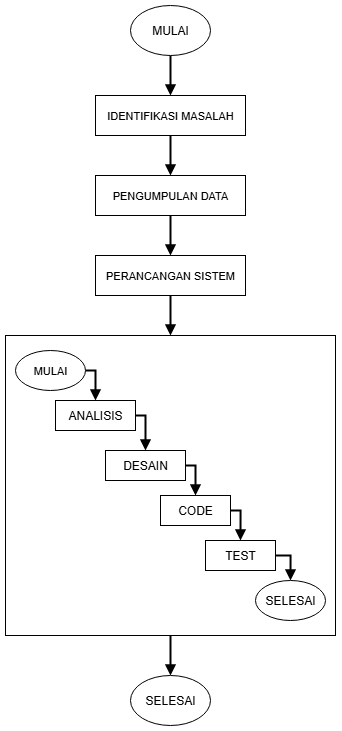 MULAI
IDENTIFIKASI MASALAH
PENGUMPULAN DATA
PERANCANGAN SISTEM
MULAI
ANALISIS
DESAIN
CODE
TEST
SELESAI
SELESAI